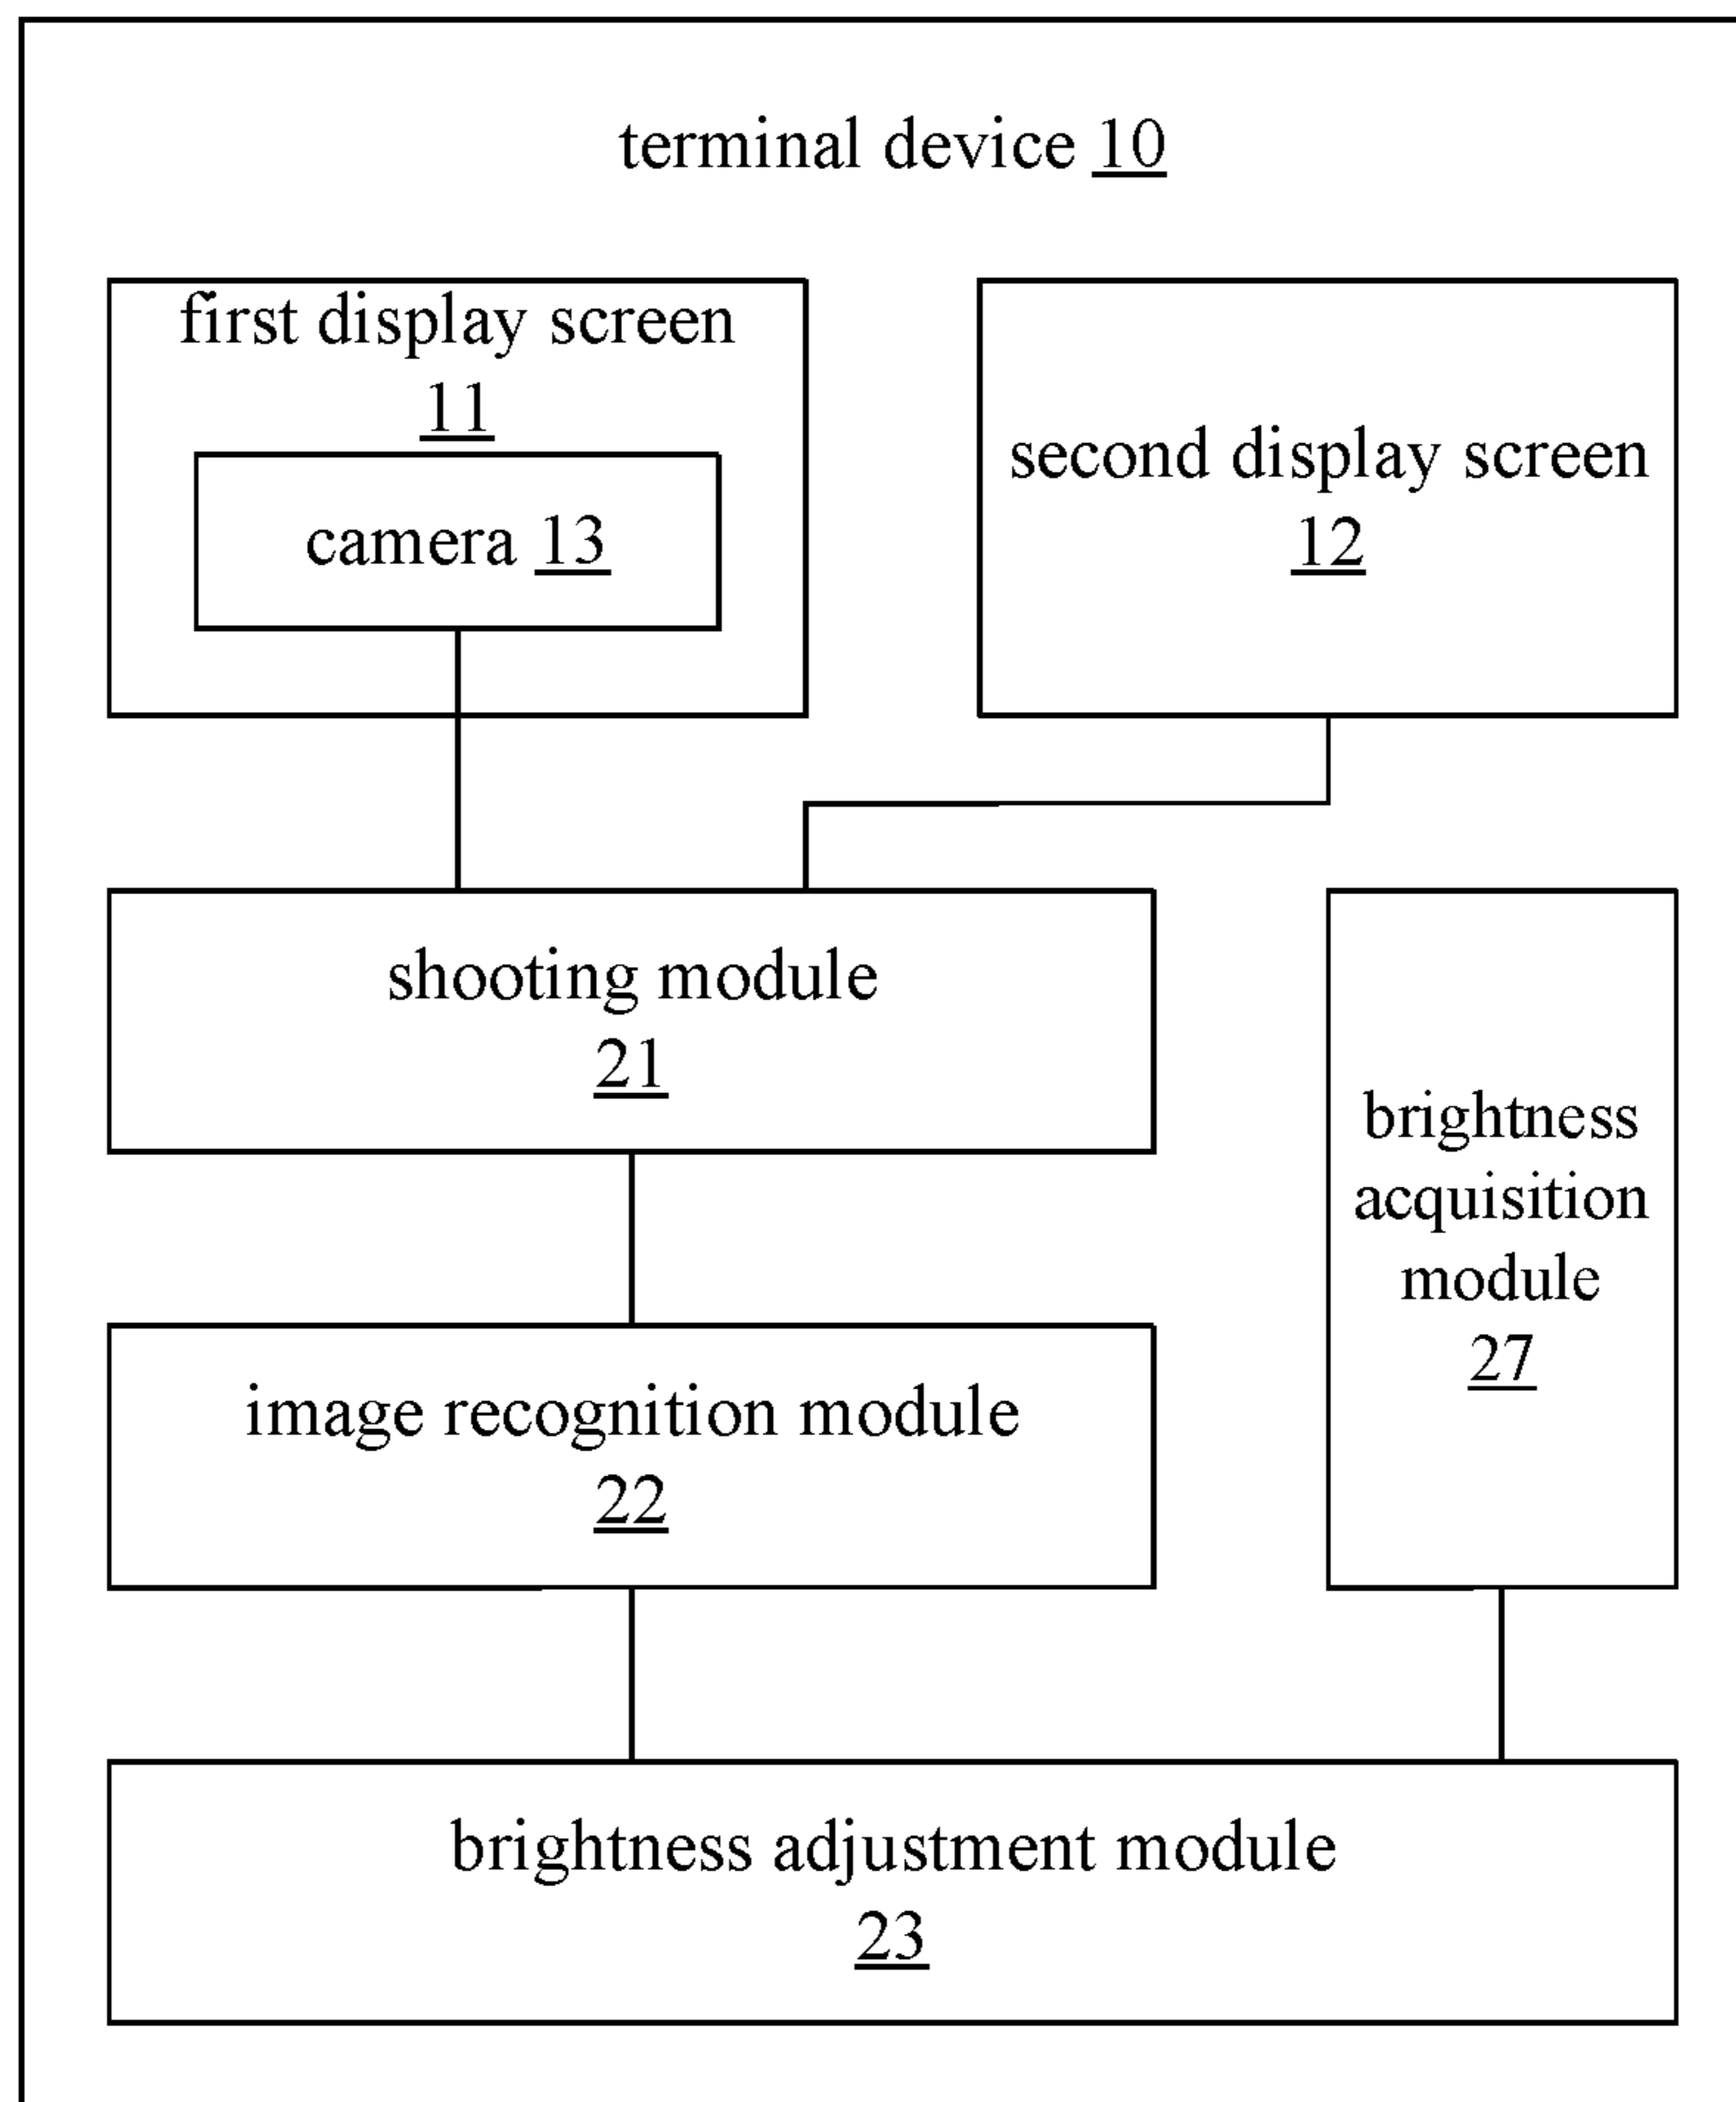 terminal device 10
first display screen
11
camera 13
second display screen
12
shooting module
21
brightness
acquisition
module
27
image recognition module
22
brightness adjustment module
23